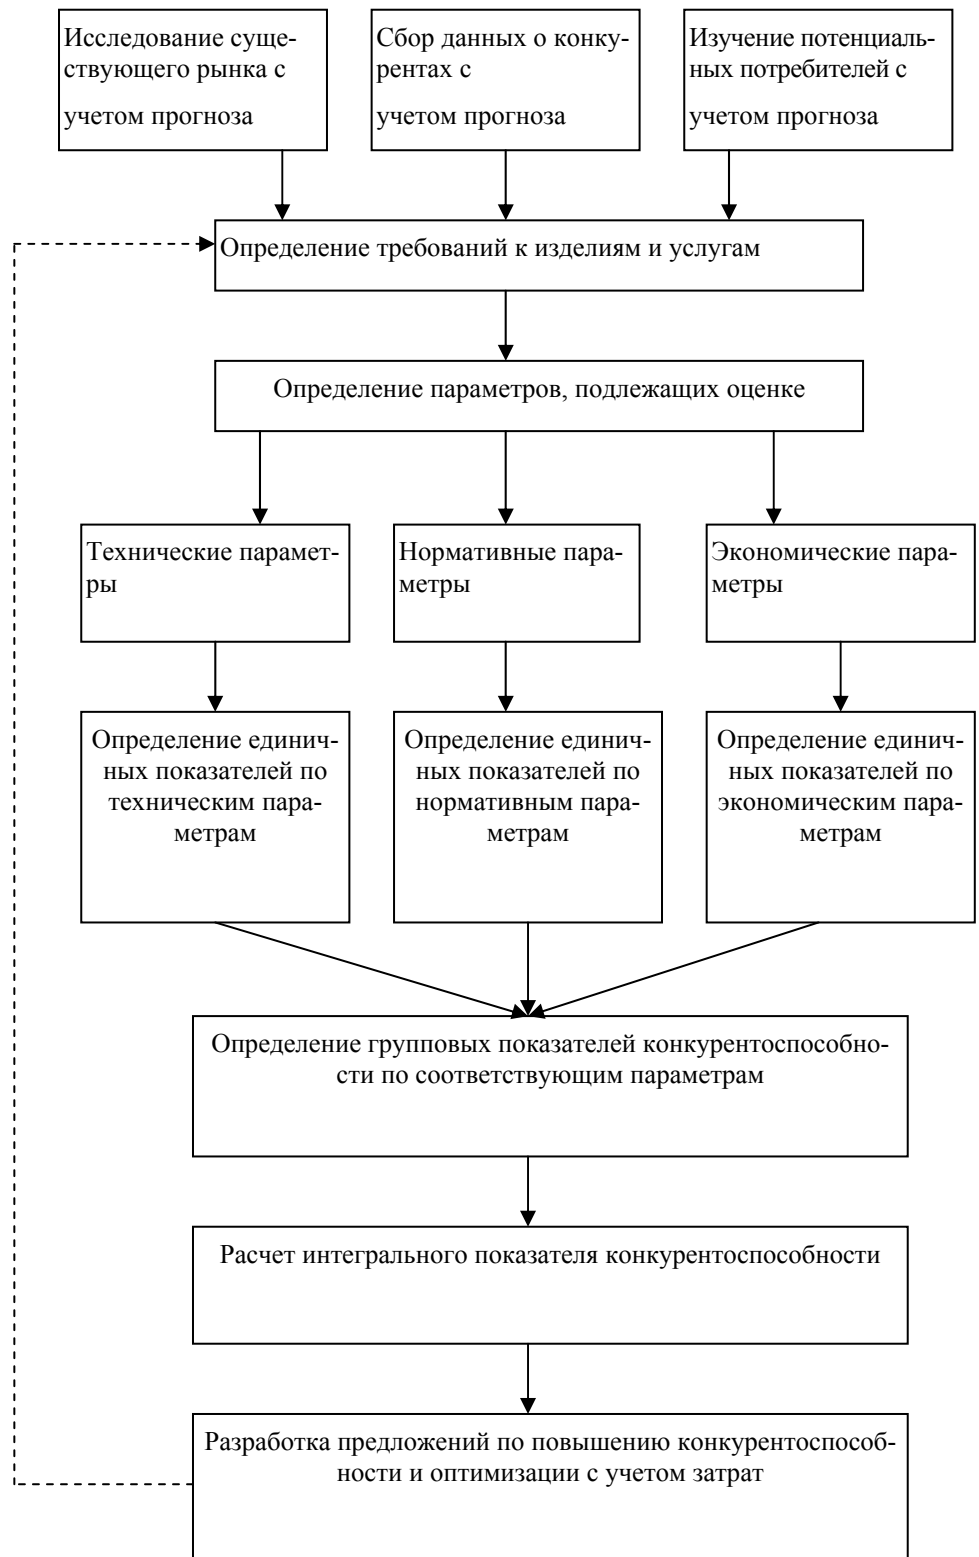 Исследование суще-
ствующего рынка с
учетом прогноза
Сбор данных о конку-
рентах с
учетом прогноза
Изучение потенциаль-
ных потребителей с
учетом прогноза
Определение требований к изделиям и услугам
Определение параметров, подлежащих оценке
Технические парамет-
ры
Нормативные пара-
метры
Экономические пара-
метры
Определение единич-
ных показателей по
техническим пара-
метрам
Определение единич-
ных показателей по
нормативным пара-
метрам
Определение единич-
ных показателей по
экономическим пара-
метрам
Определение групповых показателей конкурентоспособно-
сти по соответствующим параметрам
Расчет интегрального показателя конкурентоспособности
Разработка предложений по повышению конкурентоспособ-
ности и оптимизации с учетом затрат